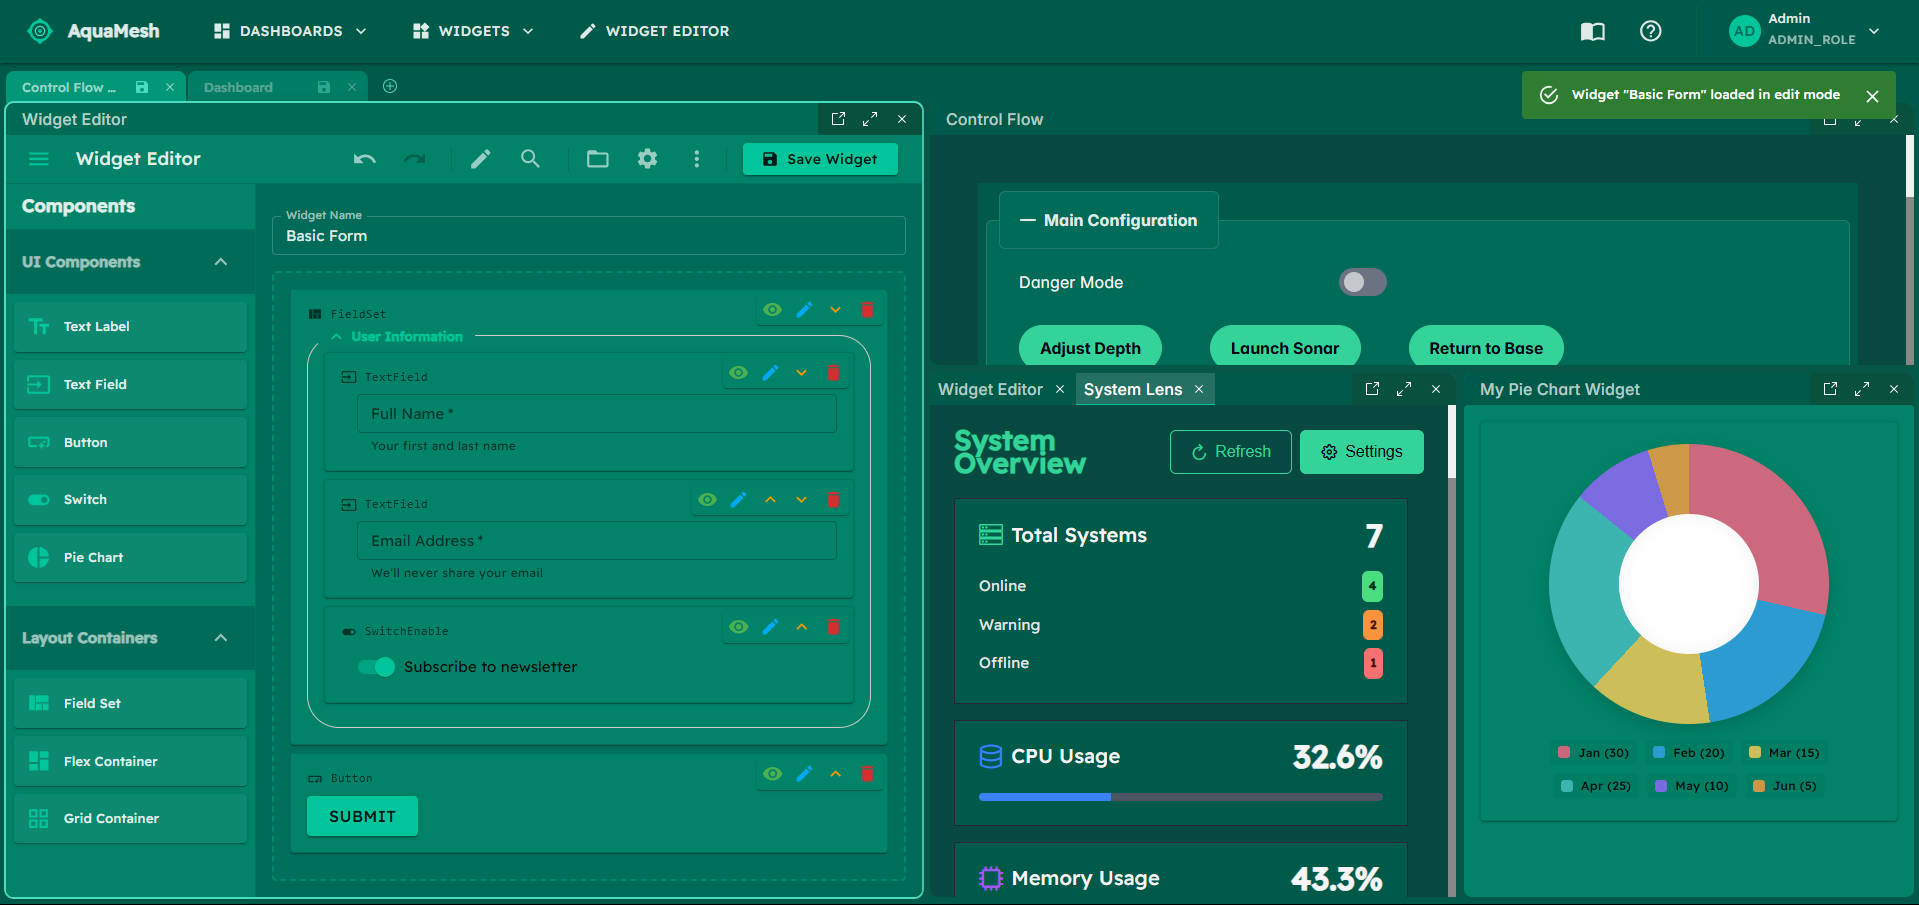 AquaMesh
DASHBOARDS
WIDGETS
WIDGET EDITOR
AD
Admin
ADMIN_ROLE
Control Flow ...
Dashboard
Widget "Basic Form" loaded in edit mode
Widget Editor
Widget Editor
Save Widget
Components
UI Components
Text Label
Text Field
Button
Switch
Pie Chart
Layout Containers
Field Set
Flex Container
Grid Container
Widget Name
Basic Form
FieldSet
User Information
TextField
Full Name *
Your first and last name
TextField
Email Address *
We'll never share your email
SwitchEnable
Subscribe to newsletter
Button
SUBMIT
Control Flow
Main Configuration
Danger Mode
Adjust Depth
Launch Sonar
Return to Base
Widget Editor
System Lens
System
Overview
Refresh
Settings
Total Systems
7
Online
4
Warning
2
Offline
1
CPU Usage
32.6%
Memory Usage
43.3%
My Pie Chart Widget
Jan (30)
Feb (20)
Mar (15)
Apr (25)
May (10)
Jun (5)